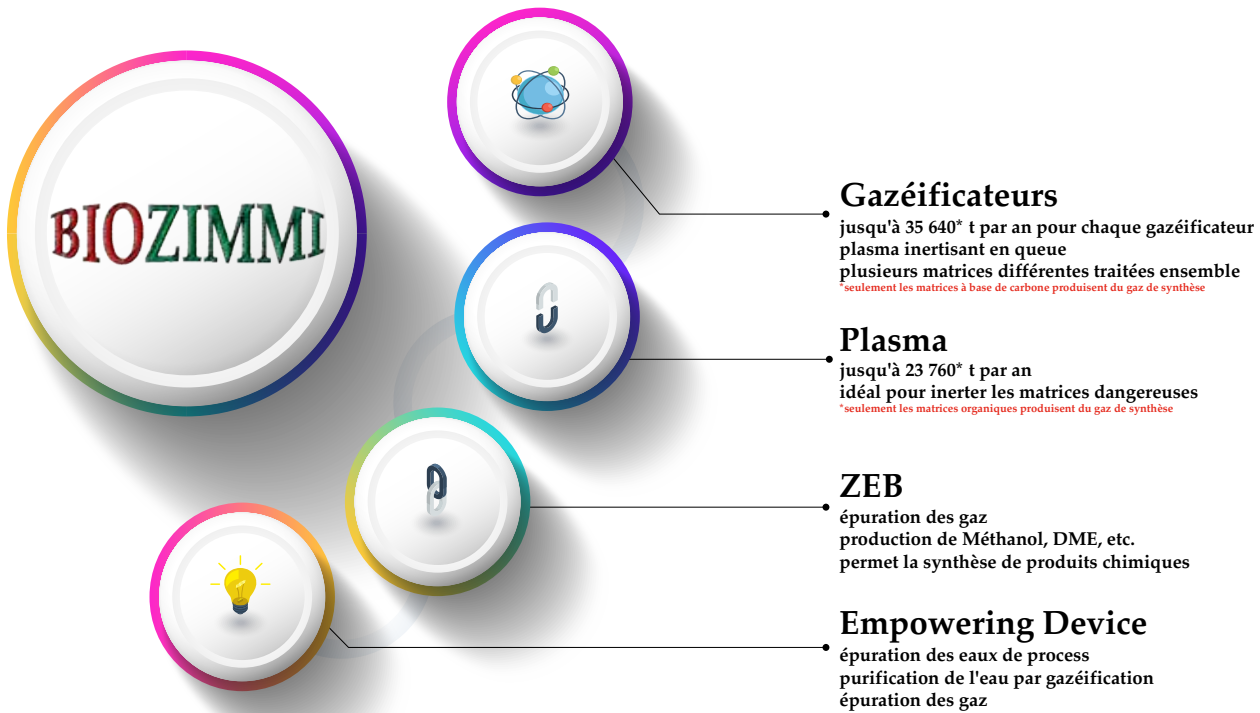 BIOZIMMI
Gazéificateurs
jusqu'à 35 640* t par an pour chaque gazéificateur
plasma inertisant en queue
plusieurs matrices différentes traitées ensemble
*seulement les matrices à base de carbone produisent du gaz de synthèse
Plasma
jusqu'à 23 760* t par an
idéal pour inerter les matrices dangereuses
*seulement les matrices organiques produisent du gaz de synthèse
ZEB
épuration des gaz
production de Méthanol, DME, etc.
permet la synthèse de produits chimiques
Empowering Device
épuration des eaux de process
purification de l'eau par gazéification
épuration des gaz